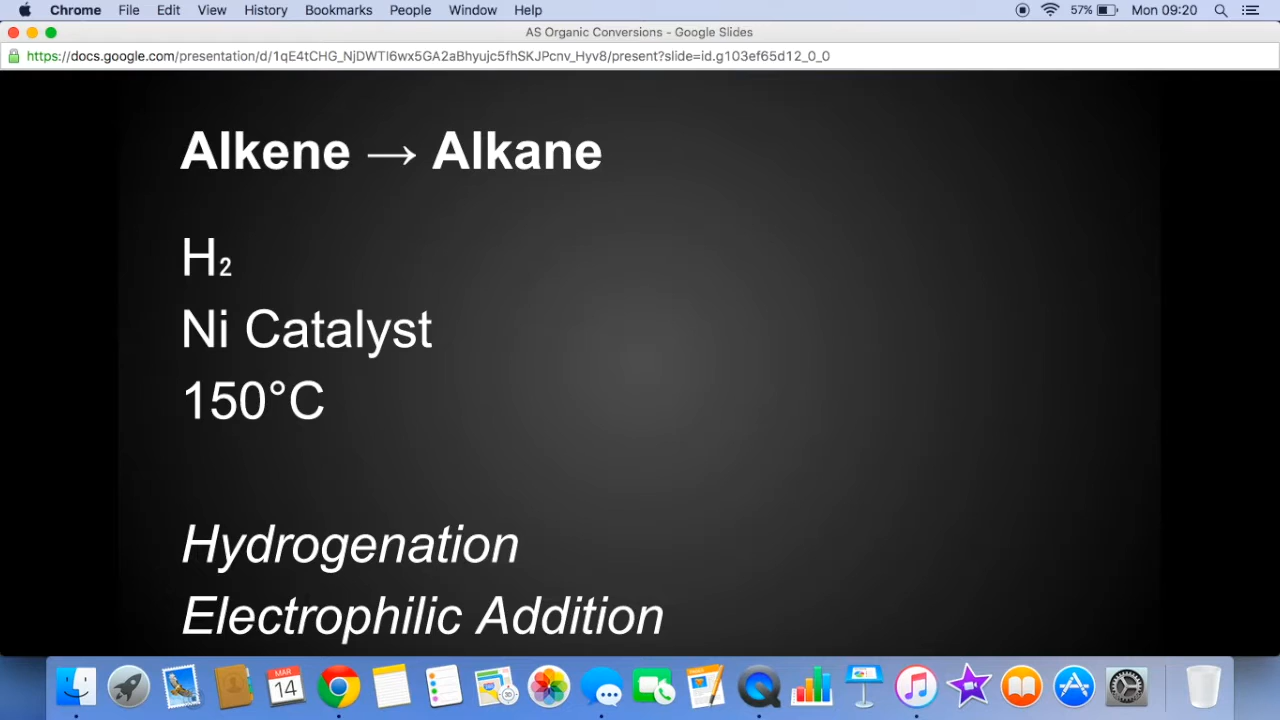 Chrome File Edit View History Bookmarks People Window Help 57% Mon 09:20
AS Organic Conversions - Google Slides
https://docs.google.com/presentation/d/1qE4tCHG_NjDWTl6wx5GA2aBhyujc5fhSKJPcnv_Hyv8/present?slide=id.g103ef65d12_0_0
Alkene → Alkane
H₂
Ni Catalyst
150°C
Hydrogenation
Electrophilic Addition
MAR
14